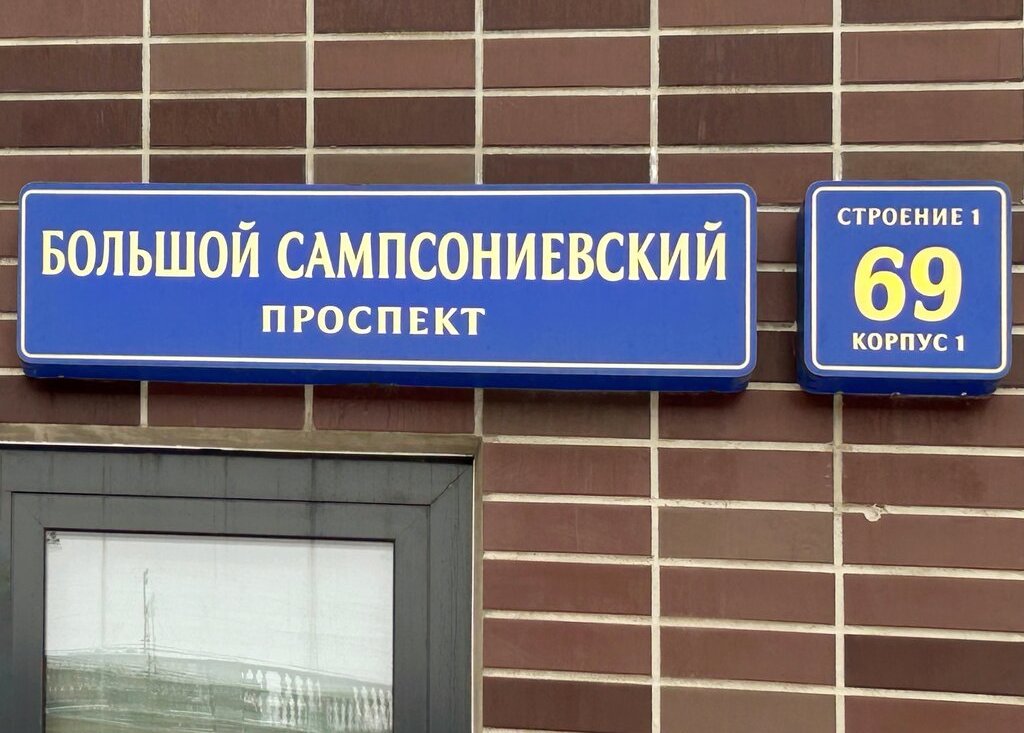 БОЛЬШОЙ САМПСОНИЕВСКИЙ
ПРОСПЕКТ
СТРОЕНИЕ 1
69
КОРПУС 1